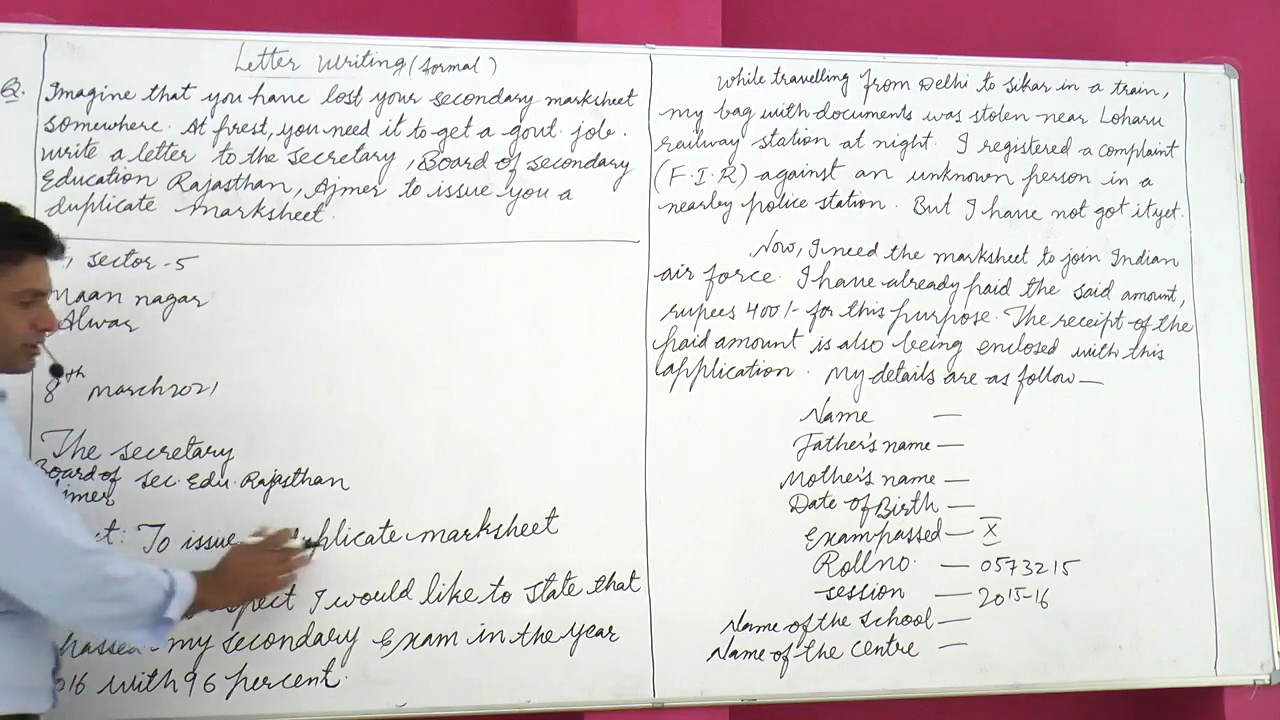 Letter Writing (formal)
Q. Imagine that you have lost your secondary marksheet
somewhere. At first, you need it to get a govt. job.
Write a letter to the secretary, Board of secondary
Education Rajasthan, Ajmer to issue you a
duplicate marksheet.
, sector-5
Maan nagar
Alwar
8th March 2021
The secretary
Board of Sec. Edu. Rajasthan
To issue duplicate marksheet
I would like to state that
passed my secondary Exam in the year
16 with 96 percent.
While travelling from Delhi to Sikar in a train,
my bag with documents was stolen near Loharu
railway station at night. I registered a complaint
(F.I.R) against an unknown person in a
nearby police station. But I have not got it yet.
Now, I need the marksheet to join Indian
air force. I have already paid the said amount,
rupees 400/- for this purpose. The receipt of the
paid amount is also being enclosed with this
application. My details are as follow—
Name —
Father's name —
Mother's name —
Date of Birth —
Exam passed — X
Roll no. — 0573215
session — 2015-16
Name of the school —
Name of the centre —